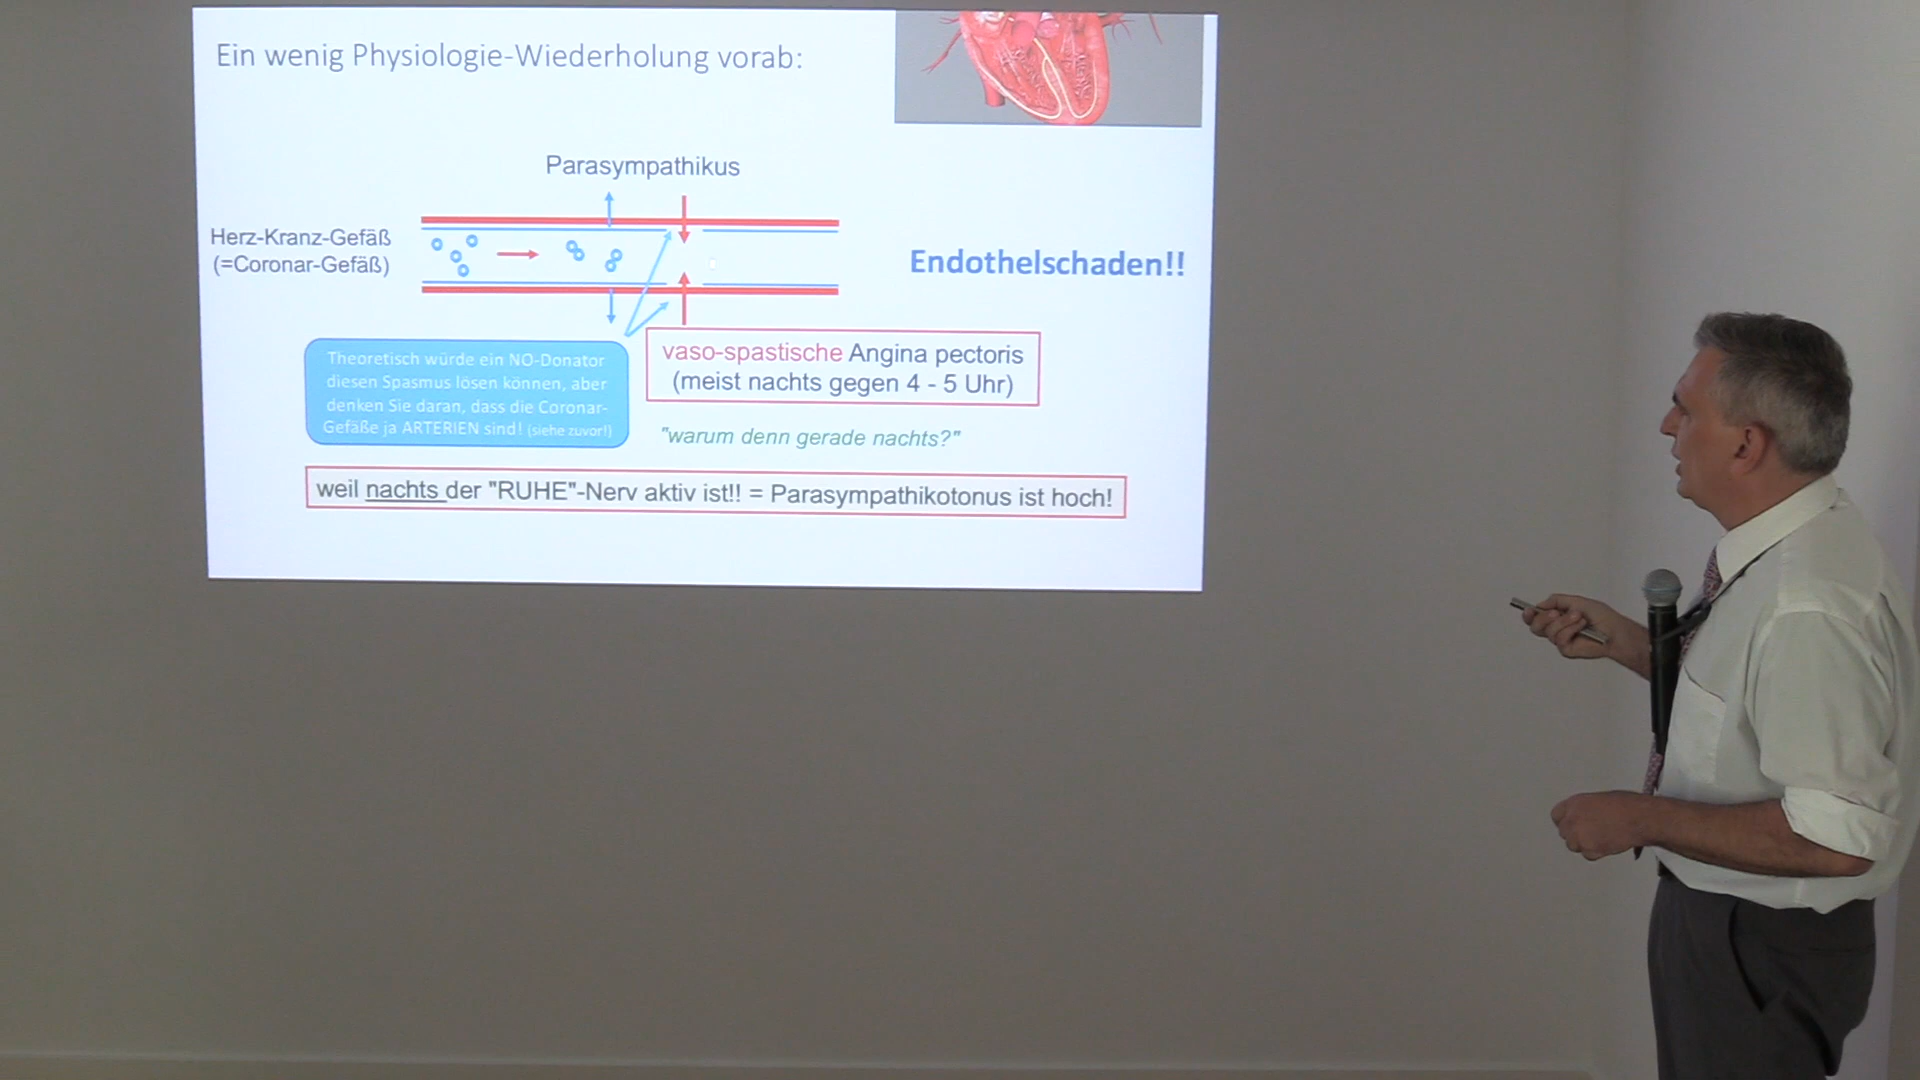 Ein wenig Physiologie-Wiederholung vorab:
Parasympathikus
Herz-Kranz-Gefäß
(=Coronar-Gefäß)
Endothelschaden!!
Theoretisch würde ein NO-Donator
diesen Spasmus lösen können, aber
denken Sie daran, dass die Coronar-
Gefäße ja ARTERIEN sind! (siehe zuvor!)
vaso-spastische Angina pectoris
(meist nachts gegen 4 - 5 Uhr)
"warum denn gerade nachts?"
weil nachts der "RUHE"-Nerv aktiv ist!! = Parasympathikotonus ist hoch!